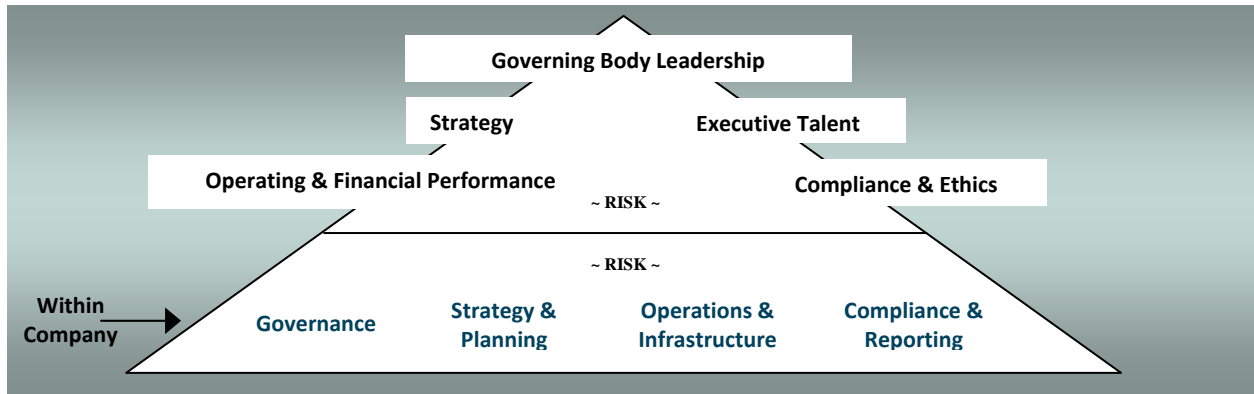 Governing Body Leadership
Strategy
Executive Talent
Operating & Financial Performance
Compliance & Ethics
~ RISK ~
~ RISK ~
Within
Company
Governance
Strategy &
Planning
Operations &
Infrastructure
Compliance &
Reporting